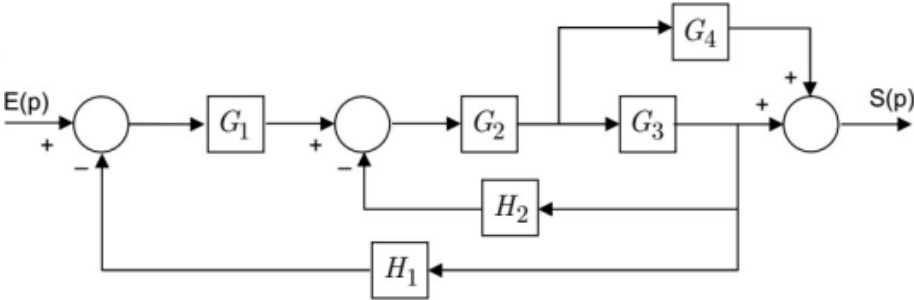 G₄
E(p)
+
−
G₁
+
−
G₂
G₃
+
+
S(p)
H₂
H₁